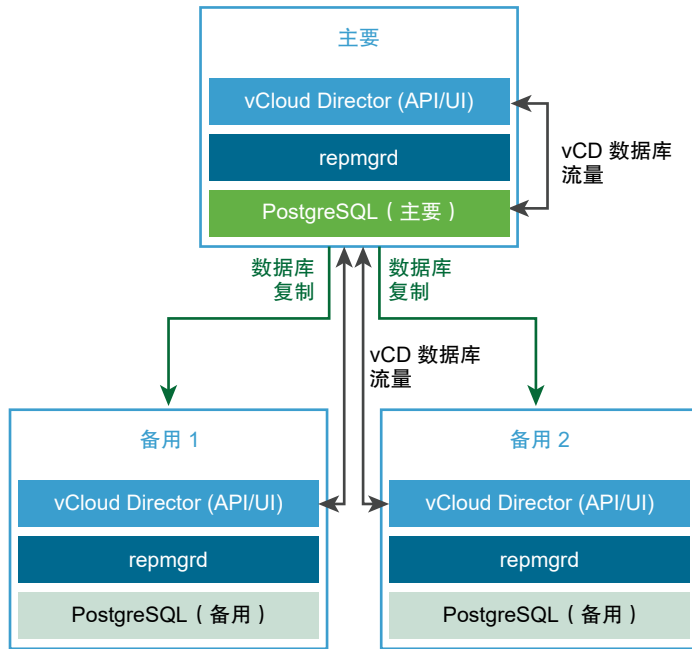 主要
vCloud Director (API/UI)
repmgrd
PostgreSQL（主要）
vCD 数据库
流量
数据库
复制
数据库
复制
vCD 数据库
流量
备用 1
vCloud Director (API/UI)
repmgrd
PostgreSQL（备用）
备用 2
vCloud Director (API/UI)
repmgrd
PostgreSQL（备用）